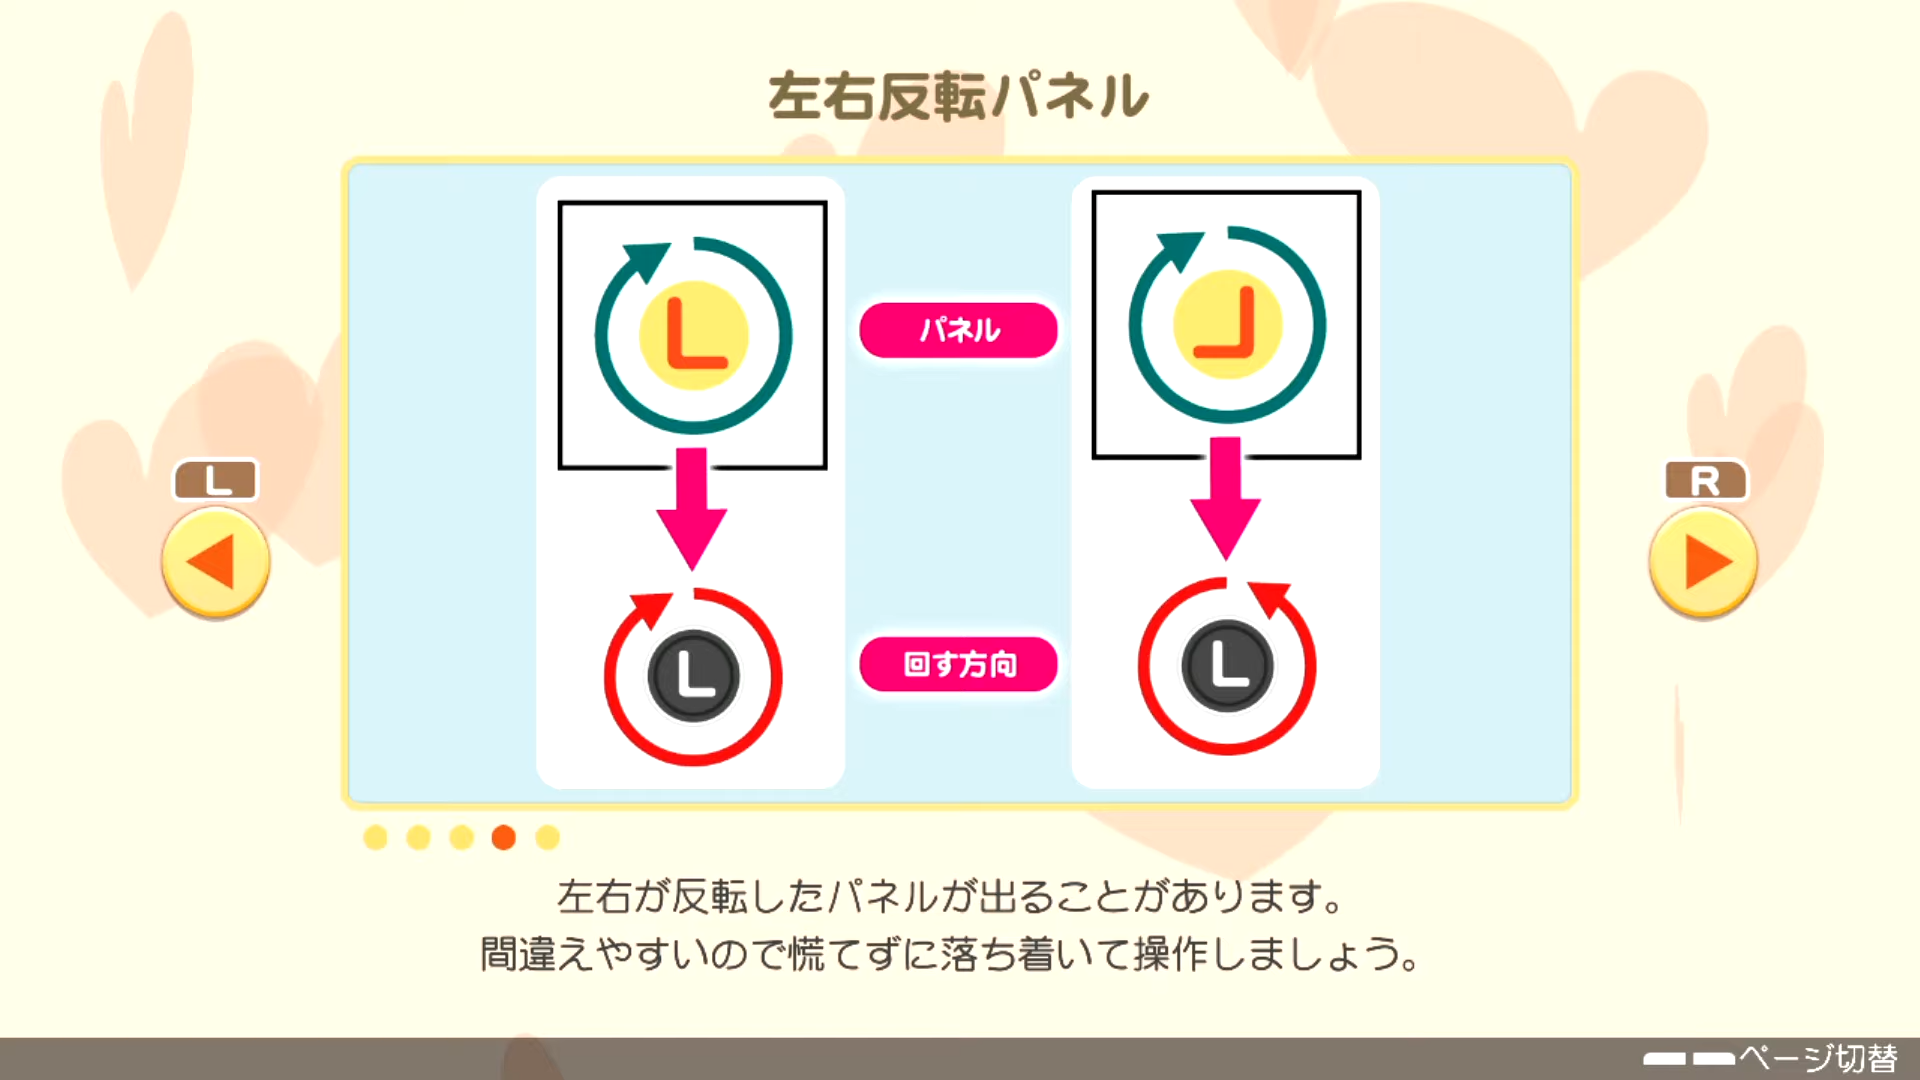 左右反転パネル
L
パネル
L
R
回す方向
L
L
左右が反転したパネルが出ることがあります。
間違えやすいので慌てずに落ち着いて操作しましょう。
ページ切替